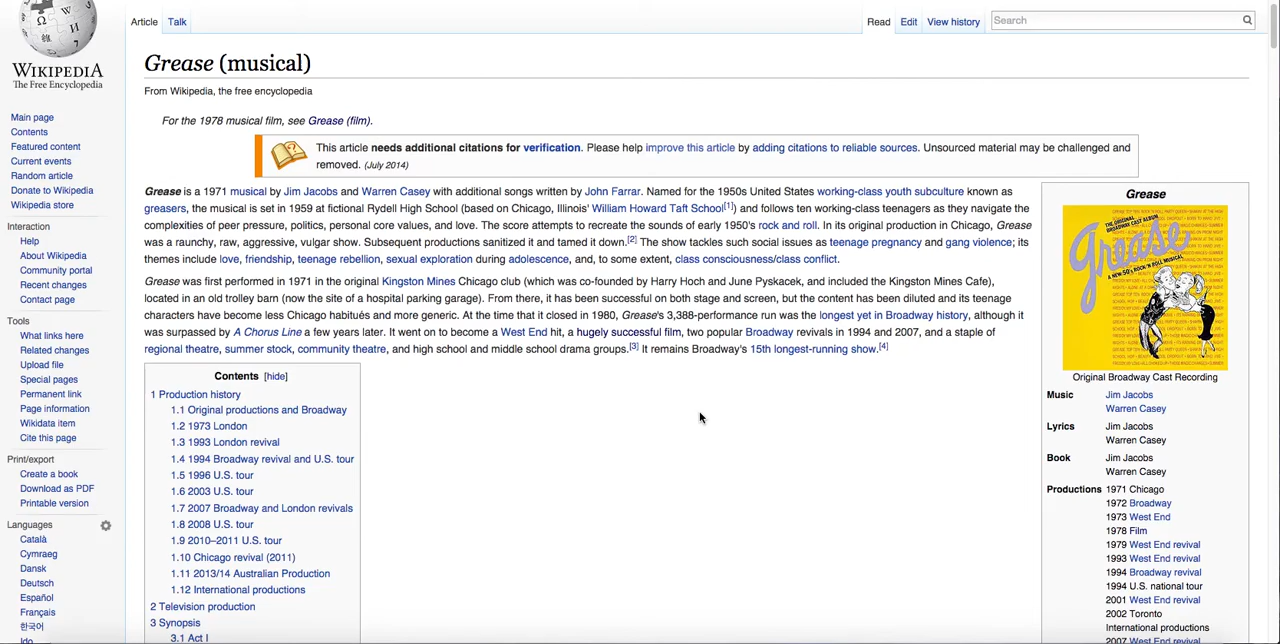 Article
Talk
Read
Edit
View history
Search
WIKIPEDIA
The Free Encyclopedia
Main page
Contents
Featured content
Current events
Random article
Donate to Wikipedia
Wikipedia store
Interaction
Help
About Wikipedia
Community portal
Recent changes
Contact page
Tools
What links here
Related changes
Upload file
Special pages
Permanent link
Page information
Wikidata item
Cite this page
Print/export
Create a book
Download as PDF
Printable version
Languages
Català
Cymraeg
Dansk
Deutsch
Español
Français
한국어
Ido
Grease (musical)
From Wikipedia, the free encyclopedia
For the 1978 musical film, see Grease (film).
This article needs additional citations for verification. Please help improve this article by adding citations to reliable sources. Unsourced material may be challenged and
removed. (July 2014)
Grease is a 1971 musical by Jim Jacobs and Warren Casey with additional songs written by John Farrar. Named for the 1950s United States working-class youth subculture known as
greasers, the musical is set in 1959 at fictional Rydell High School (based on Chicago, Illinois' William Howard Taft School[1]) and follows ten working-class teenagers as they navigate the
complexities of peer pressure, politics, personal core values, and love. The score attempts to recreate the sounds of early 1950's rock and roll. In its original production in Chicago, Grease
was a raunchy, raw, aggressive, vulgar show. Subsequent productions sanitized it and tamed it down.[2] The show tackles such social issues as teenage pregnancy and gang violence; its
themes include love, friendship, teenage rebellion, sexual exploration during adolescence, and, to some extent, class consciousness/class conflict.
Grease was first performed in 1971 in the original Kingston Mines Chicago club (which was co-founded by Harry Hoch and June Pyskacek, and included the Kingston Mines Cafe),
located in an old trolley barn (now the site of a hospital parking garage). From there, it has been successful on both stage and screen, but the content has been diluted and its teenage
characters have become less Chicago habitués and more generic. At the time that it closed in 1980, Grease's 3,388-performance run was the longest yet in Broadway history, although it
was surpassed by A Chorus Line a few years later. It went on to become a West End hit, a hugely successful film, two popular Broadway revivals in 1994 and 2007, and a staple of
regional theatre, summer stock, community theatre, and high school and middle school drama groups.[3] It remains Broadway's 15th longest-running show.[4]
Contents [hide]
1 Production history
1.1 Original productions and Broadway
1.2 1973 London
1.3 1993 London revival
1.4 1994 Broadway revival and U.S. tour
1.5 1996 U.S. tour
1.6 2003 U.S. tour
1.7 2007 Broadway and London revivals
1.8 2008 U.S. tour
1.9 2010–2011 U.S. tour
1.10 Chicago revival (2011)
1.11 2013/14 Australian Production
1.12 International productions
2 Television production
3 Synopsis
3.1 Act I
Grease
THE ORIGINAL
BROADWAY CAST ALBUM
Grease
A NEW 50'S ROCK 'N ROLL MUSICAL
Original Broadway Cast Recording
Music Jim Jacobs
Warren Casey
Lyrics Jim Jacobs
Warren Casey
Book Jim Jacobs
Warren Casey
Productions 1971 Chicago
1972 Broadway
1973 West End
1978 Film
1979 West End revival
1993 West End revival
1994 Broadway revival
1994 U.S. national tour
2001 West End revival
2002 Toronto
International productions
2007 West End revival